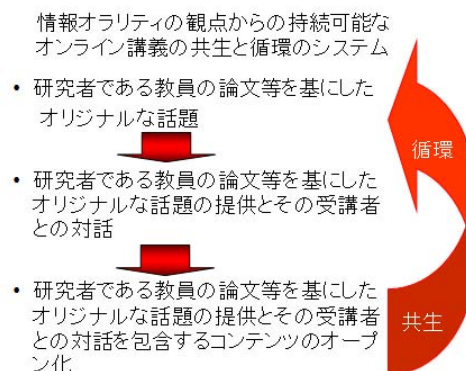 情報オラリティの観点からの持続可能な
オンライン講義の共生と循環のシステム
• 研究者である教員の論文等を基にした
オリジナルな話題
• 研究者である教員の論文等を基にした
オリジナルな話題の提供とその受講者
との対話
• 研究者である教員の論文等を基にした
オリジナルな話題の提供とその受講者
との対話を包含するコンテンツのオープ
ン化
循環
共生